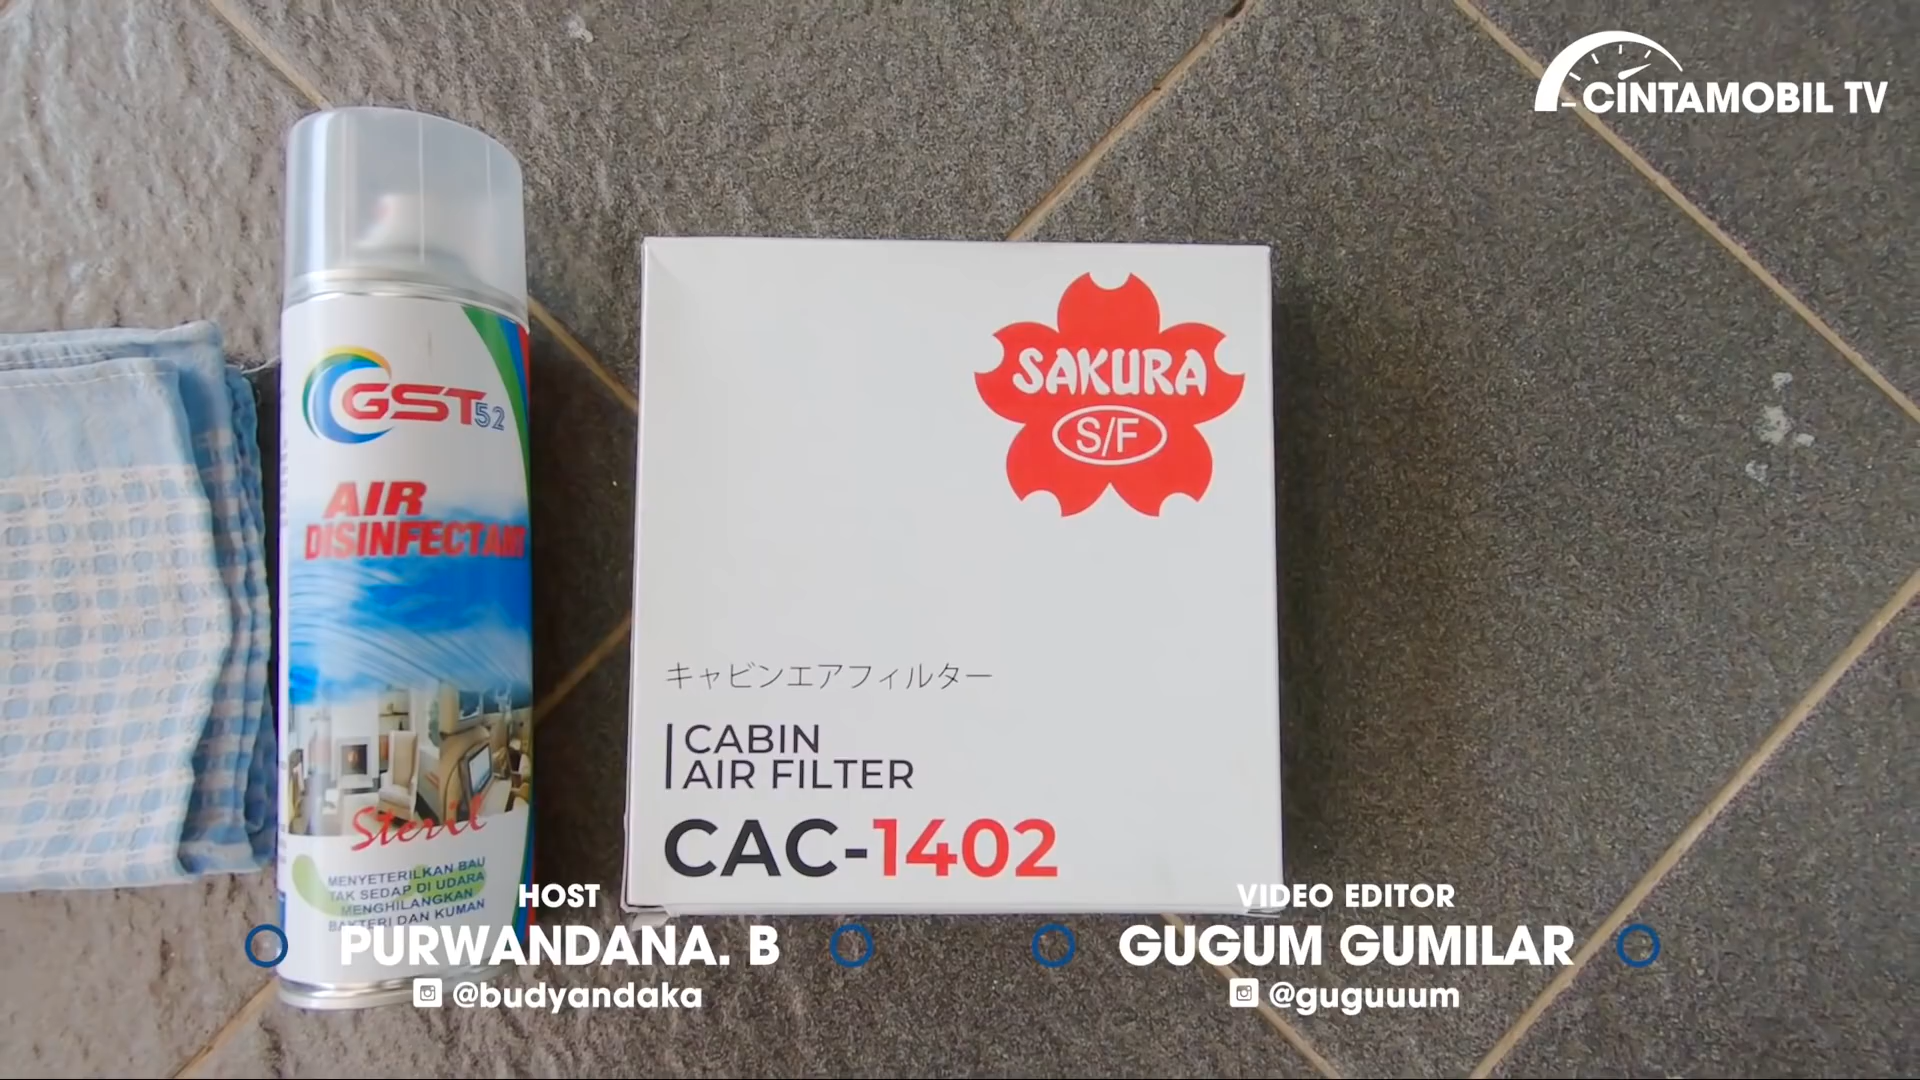 CINTAMOBIL TV
GST52
AIR
DISINFECTANT
Steril
MENYETERILKAN BAU
TAK SEDAP DI UDARA
MENGHILANGKAN
BAKTERI DAN KUMAN
SAKURA
S/F
キャビンエアフィルター
CABIN
AIR FILTER
CAC-1402
HOST
PURWANDANA. B
@budyandaka
VIDEO EDITOR
GUGUM GUMILAR
@guguuum